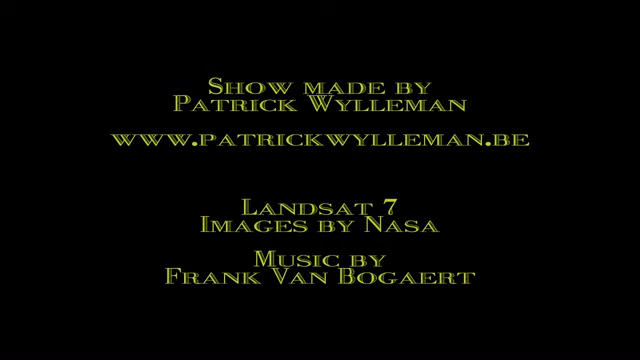 Show made by
Patrick Wylleman
www.patrickwylleman.be
Landsat 7
Images by Nasa
Music by
Frank Van Bogaert